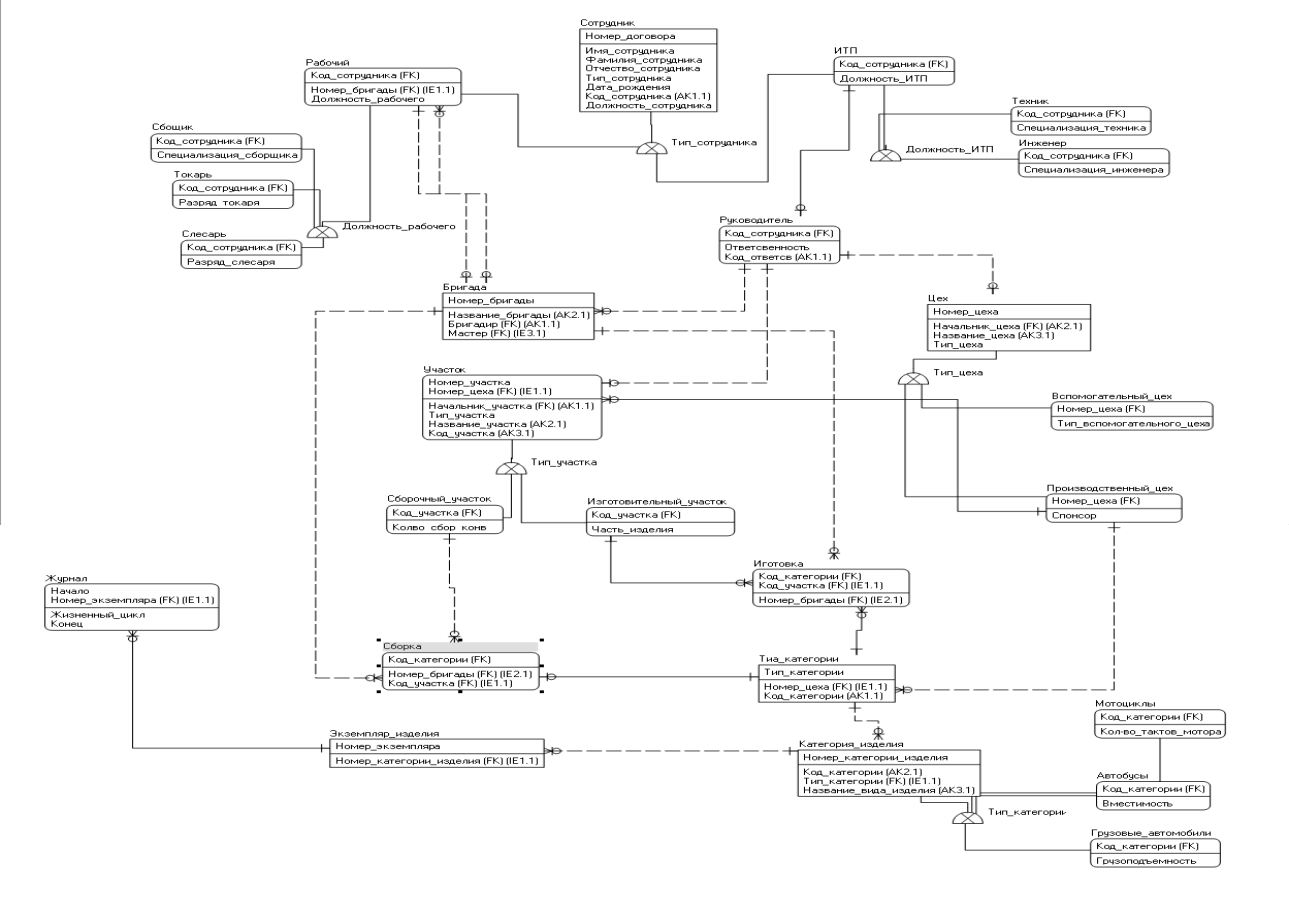 Сотрудник
Номер_договора
Имя_сотрудника
Фамилия_сотрудника
Отчество_сотрудника
Тип_сотрудника
Дата_рождения
Код_сотрудника (AK1.1)
Должность_сотрудника
Тип_сотрудника
ИТП
Код_сотрудника (FK)
Должность_ИТП
Рабочий
Код_сотрудника (FK)
Номер_бригады (FK) (IE1.1)
Должность_рабочего
Техник
Код_сотрудника (FK)
Специализация_техника
Должность_ИТП
Инженер
Код_сотрудника (FK)
Специализация_инженера
Сбощик
Код_сотрудника (FK)
Специализация_сборщика
Токарь
Код_сотрудника (FK)
Разряд_токаря
Слесарь
Код_сотрудника (FK)
Разряд_слесаря
Должность_рабочего
Руководитель
Код_сотрудника (FK)
Ответсвенность
Код_ответсв (AK1.1)
Бригада
Номер_бригады
Название_бригады (AK2.1)
Бригадир (FK) (AK1.1)
Мастер (FK) (IE3.1)
Цех
Номер_цеха
Начальник_цеха (FK) (AK2.1)
Название_цеха (AK3.1)
Тип_цеха
Тип_цеха
Участок
Номер_участка
Номер_цеха (FK) (IE1.1)
Начальник_участка (FK) (AK1.1)
Тип_участка
Название_участка (AK2.1)
Код_участка (AK3.1)
Тип_участка
Вспомогательный_цех
Номер_цеха (FK)
Тип_вспомогательного_цеха
Производственный_цех
Номер_цеха (FK)
Спонсор
Сборочный_участок
Код_участка (FK)
Колво_сбор_конв
Изготовительный_участок
Код_участка (FK)
Часть_изделия
Иготовка
Код_категории (FK)
Код_участка (FK) (IE1.1)
Номер_бригады (FK) (IE2.1)
Журнал
Начало
Номер_экземпляра (FK) (IE1.1)
Жизненный_цикл
Конец
Сборка
Код_категории (FK)
Номер_бригады (FK) (IE2.1)
Код_участка (FK) (IE1.1)
Тиа_категории
Тип_категории
Номер_цеха (FK) (IE1.1)
Код_категории (AK1.1)
Экземпляр_изделия
Номер_экземпляра
Номер_категории_изделия (FK) (IE1.1)
Категория_изделия
Номер_категории_изделия
Код_категории (AK2.1)
Тип_категории (FK) (IE1.1)
Название_вида_изделия (AK3.1)
Тип_категории
Мотоциклы
Код_категории (FK)
Кол-во_тактов_мотора
Автобусы
Код_категории (FK)
Вместимость
Грузовые_автомобили
Код_категории (FK)
Грузоподъемность